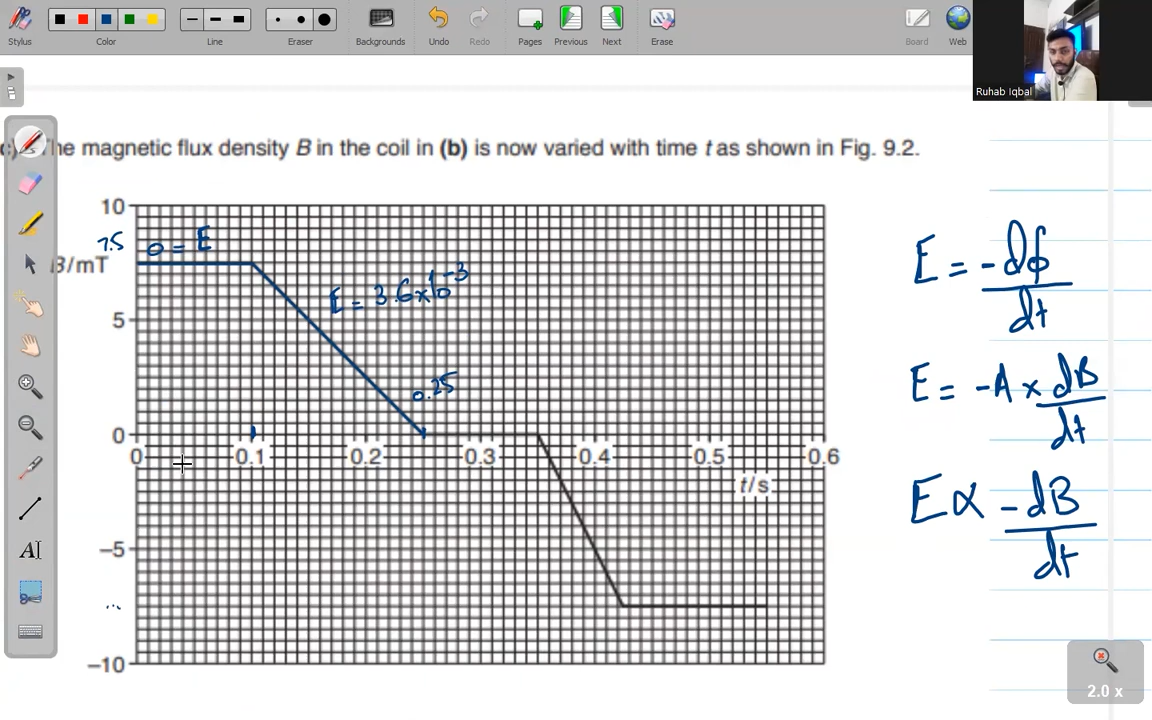 Stylus
Color
Line
Eraser
Backgrounds
Undo
Redo
Pages
Previous
Next
Erase
Board
Web
Ruhab Iqbal
The magnetic flux density B in the coil in (b) is now varied with time t as shown in Fig. 9.2.
10
7.5
0 = E
B/mT
E = 3.6×10^-3
5
0.25
0
0 0.1 0.2 0.3 0.4 0.5 0.6
t/s
–5
–10
E = -dϕ/dt
E = -A × dB/dt
E ∝ -dB/dt
A
2.0 x